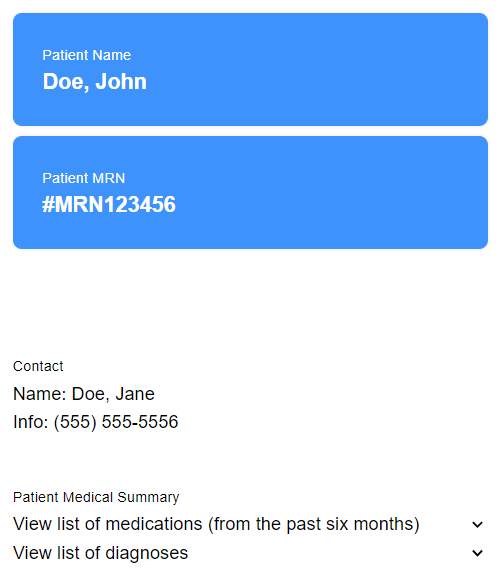 Patient Name
Doe, John
Patient MRN
#MRN123456
Contact
Name: Doe, Jane
Info: (555) 555-5556
Patient Medical Summary
View list of medications (from the past six months)
View list of diagnoses